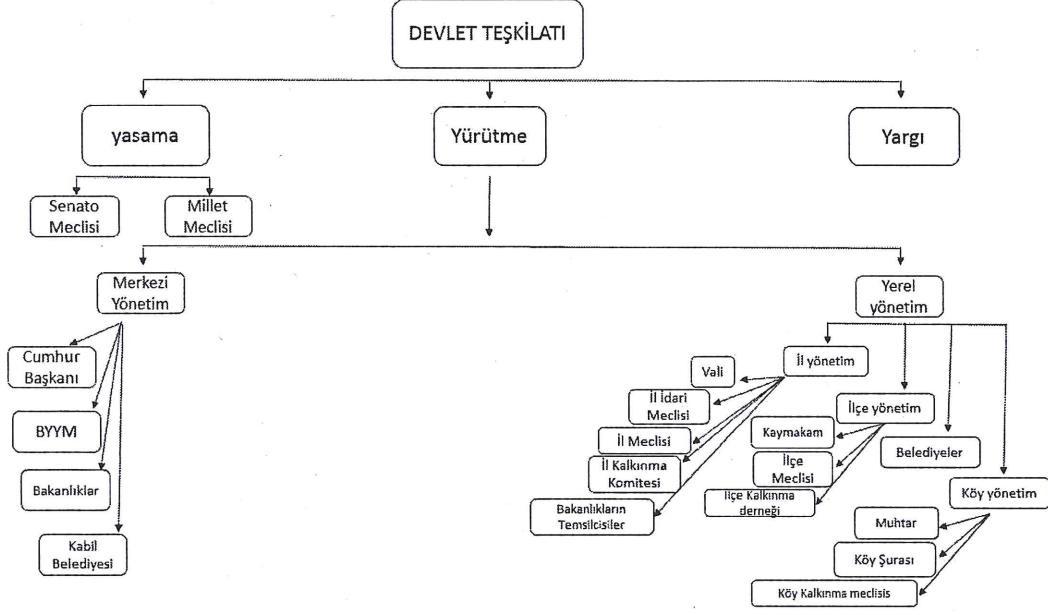 DEVLET TEŞKİLATI
yasama
Yürütme
Yargı
Senato
Meclisi
Millet
Meclisi
Merkezi
Yönetim
Yerel
yönetim
Cumhur
Başkanı
BYYM
Bakanlıklar
Kabil
Belediyesi
İl yönetim
Vali
İl İdari
Meclisi
İl Meclisi
İl Kalkınma
Komitesi
Bakanlıkların
Temsilcisiler
İlçe yönetim
Kaymakam
İlçe
Meclisi
İlçe Kalkınma
derneği
Belediyeler
Köy yönetim
Muhtar
Köy Şurası
Köy Kalkınma meclisis